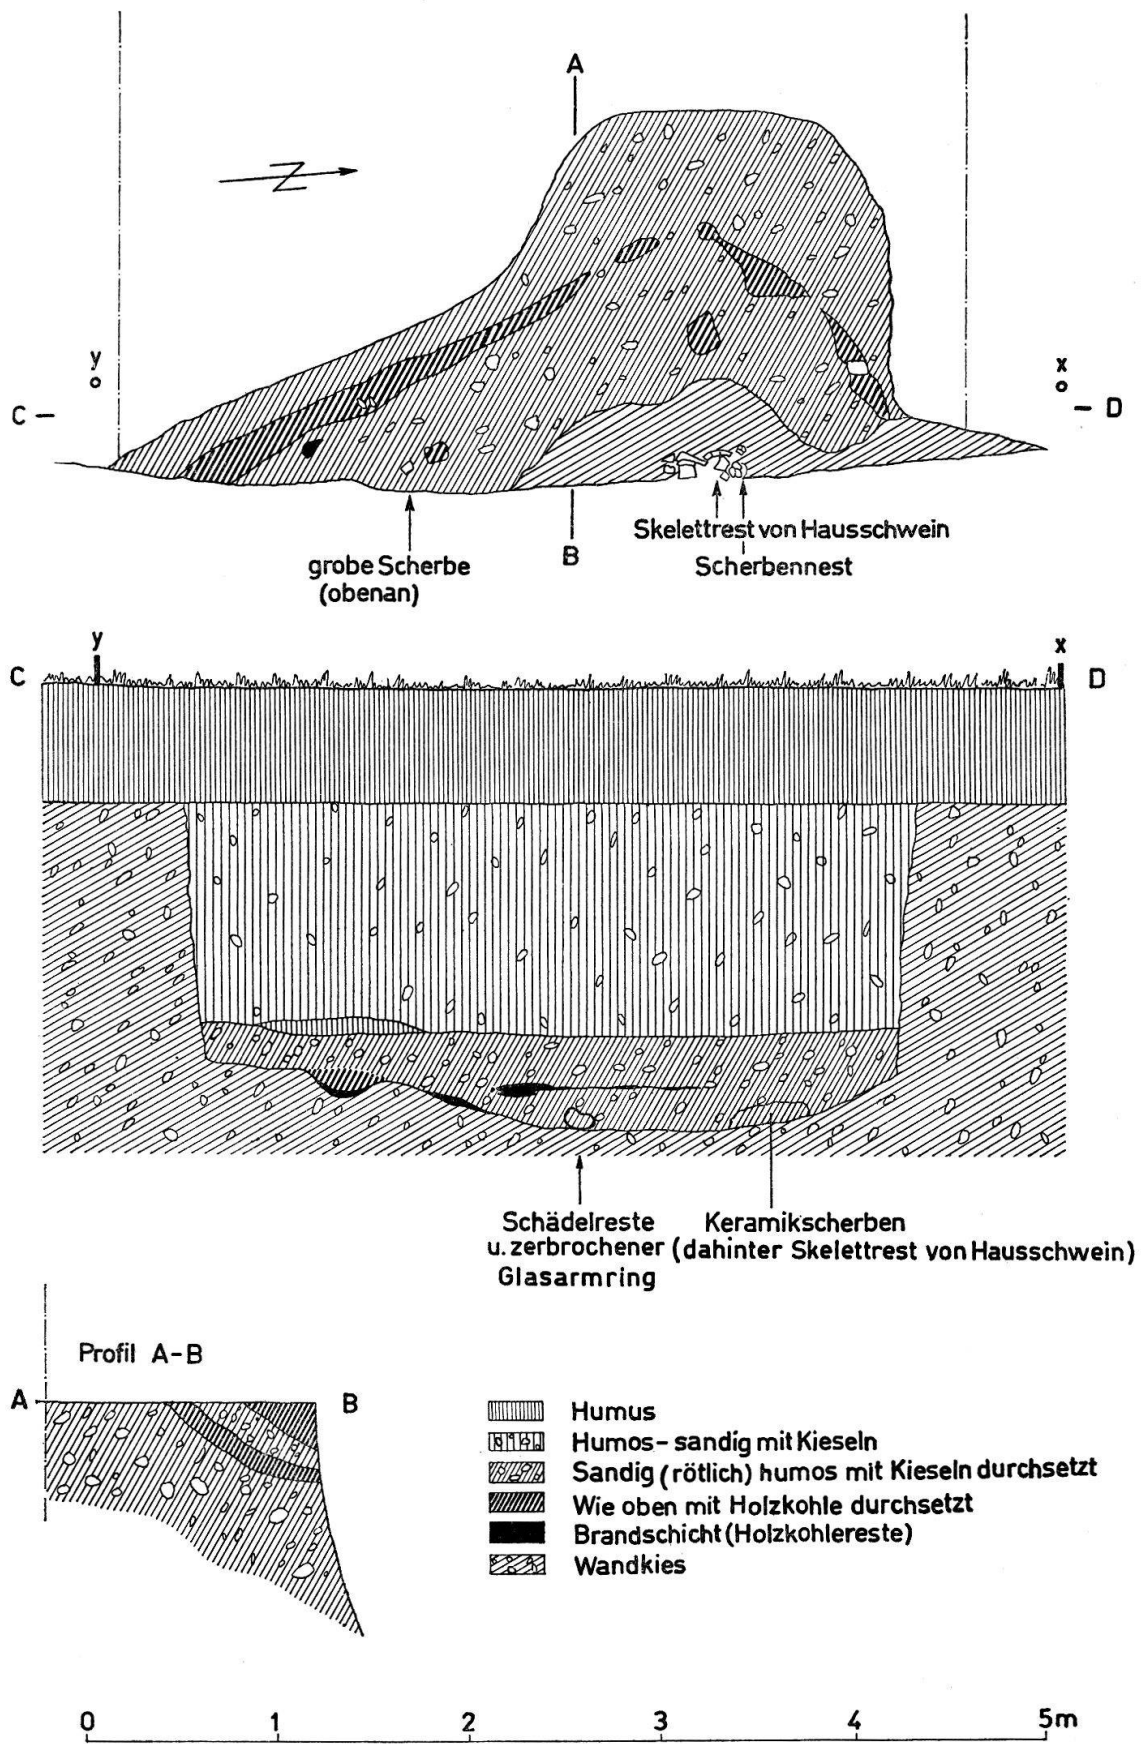 A
Z
y
x
C
D
B
Skelettrest von Hausschwein
Scherbennest
grobe Scherbe
(obenan)
y
x
C
D
Schädelreste
u. zerbrochener
Glasarmring
Keramikscherben
(dahinter Skelettrest von Hausschwein)
Profil A-B
A
B
Humus
Humos-sandig mit Kieseln
Sandig (rötlich) humos mit Kieseln durchsetzt
Wie oben mit Holzkohle durchsetzt
Brandschicht (Holzkohlereste)
Wandkies
0 1 2 3 4 5m